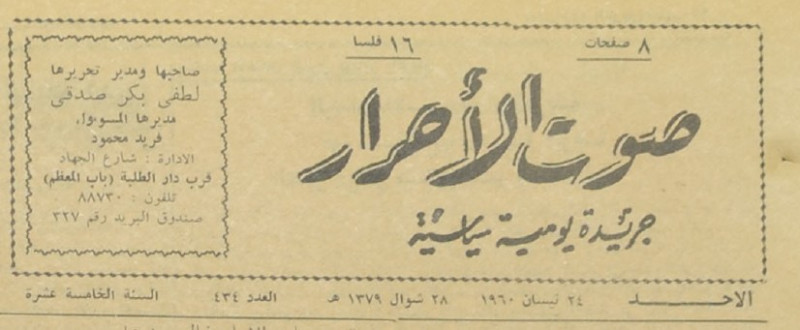 ٨ صفحات
١٦ فلسا
صوت الأحرار
جريدة يومية سياسية
صاحبها ومدير تحريرها
لطفي بكر صدقي
مديرها المسوول
فريد محمود
الادارة : شارع الجهاد
قرب دار الطلبة (باب المعظم)
تلفون : ٨٨٧٣٠
صندوق البريد رقم ٣٢٧
الاحـــد ٢٤ نيسان ١٩٦٠ ٢٨ شوال ١٣٧٩ هـ العدد ٤٣٤ السنة الخامسة عشرة